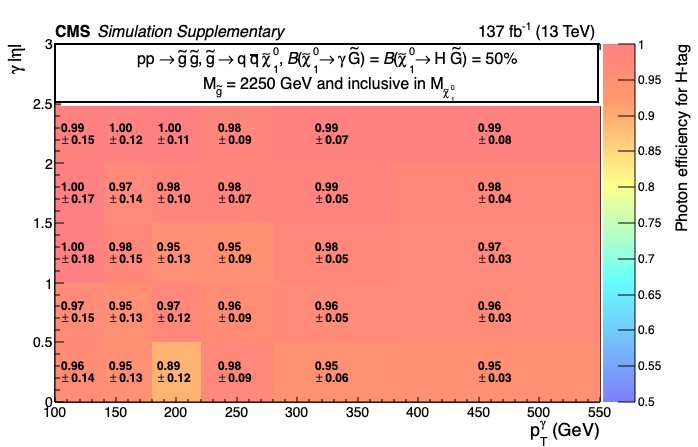 CMS Simulation Supplementary 137 fb⁻¹ (13 TeV)
pp → g̃ g̃, g̃ → q q̄ χ̃⁰₁, B(χ̃⁰₁ → γ G̃) = B(χ̃⁰₁ → H G̃) = 50%
M_g̃ = 2250 GeV and inclusive in M_χ̃⁰₁
γ |η|
3
2.5
2
1.5
1
0.5
0
0.99 1.00 1.00 0.98 0.99 0.99
± 0.15 ± 0.12 ± 0.11 ± 0.09 ± 0.07 ± 0.08
1.00 0.97 0.98 0.98 0.99 0.98
± 0.17 ± 0.14 ± 0.10 ± 0.07 ± 0.05 ± 0.04
1.00 0.98 0.95 0.95 0.98 0.97
± 0.18 ± 0.15 ± 0.13 ± 0.09 ± 0.05 ± 0.03
0.97 0.95 0.97 0.96 0.96 0.96
± 0.15 ± 0.13 ± 0.12 ± 0.09 ± 0.05 ± 0.03
0.96 0.95 0.89 0.98 0.95 0.95
± 0.14 ± 0.13 ± 0.12 ± 0.09 ± 0.06 ± 0.03
100 150 200 250 300 350 400 450 500 550
p_T^γ (GeV)
1
0.95
0.9
0.85
0.8
0.75
0.7
0.65
0.6
0.55
0.5
Photon efficiency for H-tag